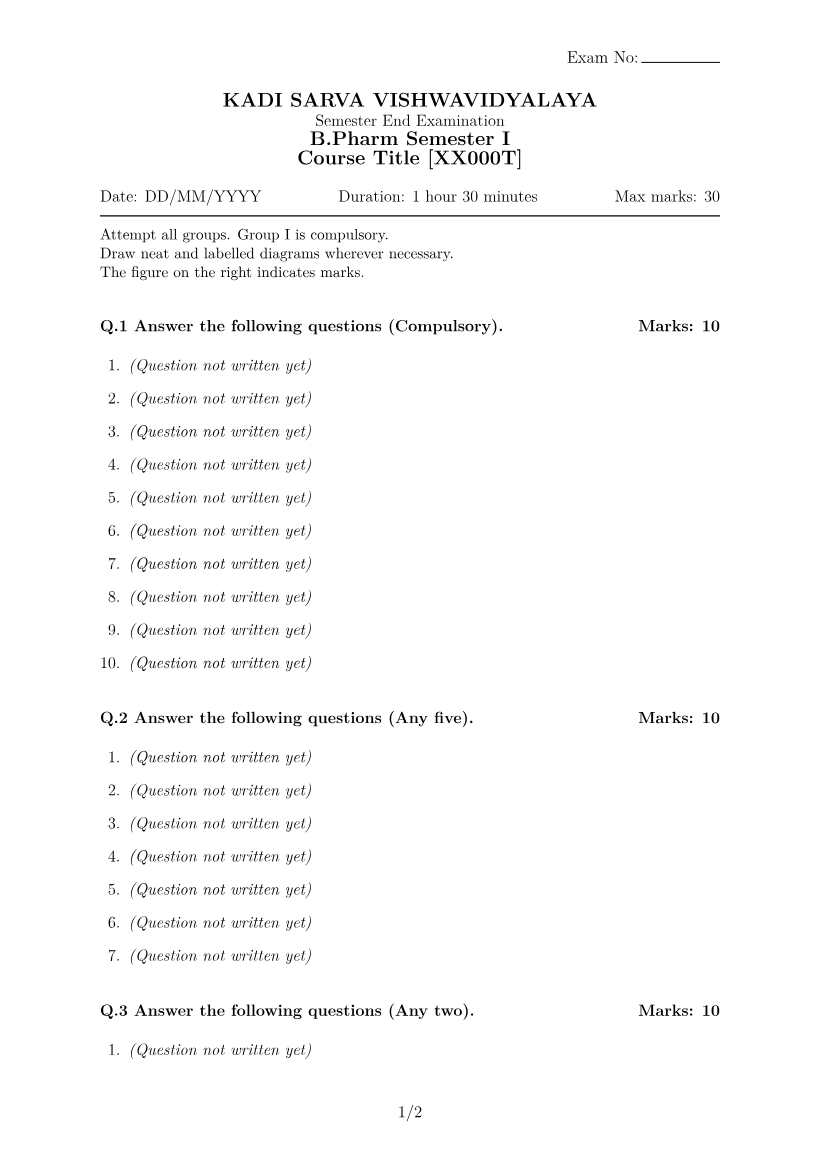 Exam No:
KADI SARVA VISHWAVIDYALAYA
Semester End Examination
B.Pharm Semester I
Course Title [XX000T]
Date: DD/MM/YYYY Duration: 1 hour 30 minutes Max marks: 30
Attempt all groups. Group I is compulsory.
Draw neat and labelled diagrams wherever necessary.
The figure on the right indicates marks.
Q.1 Answer the following questions (Compulsory). Marks: 10
1. (Question not written yet)
2. (Question not written yet)
3. (Question not written yet)
4. (Question not written yet)
5. (Question not written yet)
6. (Question not written yet)
7. (Question not written yet)
8. (Question not written yet)
9. (Question not written yet)
10. (Question not written yet)
Q.2 Answer the following questions (Any five). Marks: 10
1. (Question not written yet)
2. (Question not written yet)
3. (Question not written yet)
4. (Question not written yet)
5. (Question not written yet)
6. (Question not written yet)
7. (Question not written yet)
Q.3 Answer the following questions (Any two). Marks: 10
1. (Question not written yet)
1/2